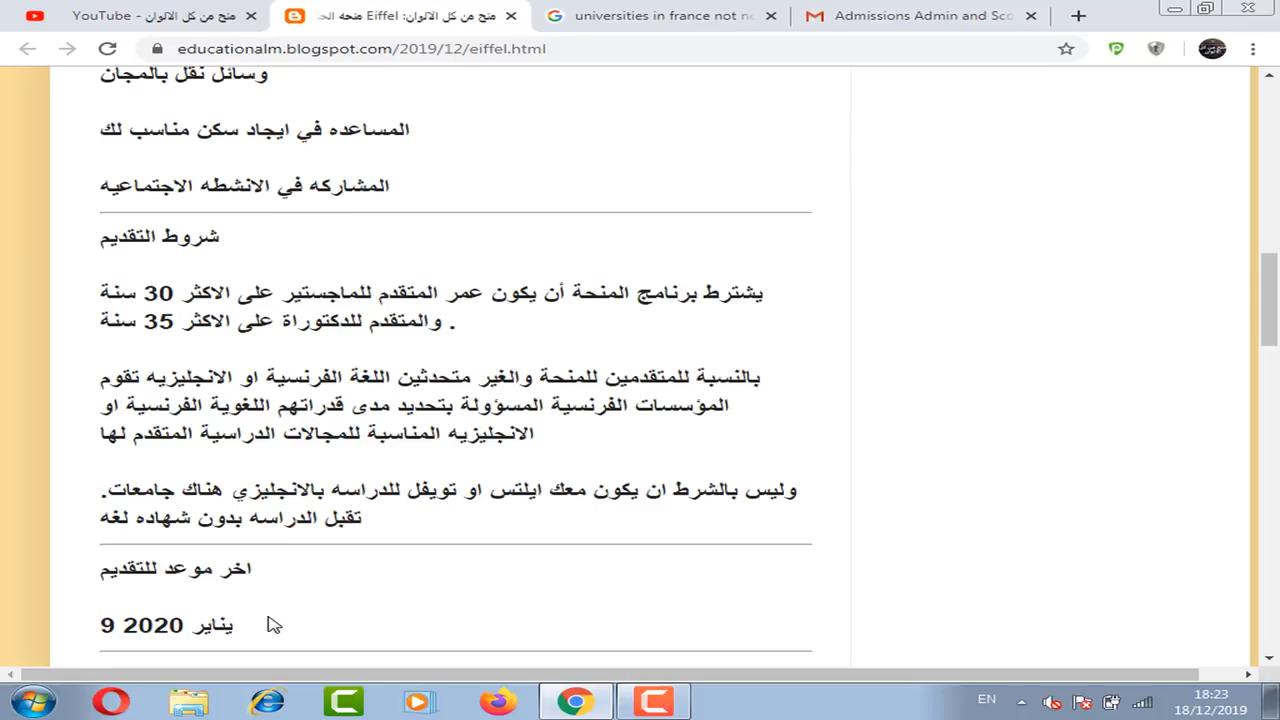 منح من كل الالوان - YouTube
منح من كل الالوان: Eiffel منحه الح
universities in france not ne
Admissions Admin and Sco
educationalm.blogspot.com/2019/12/eiffel.html
وسائل نقل بالمجان
المساعده في ايجاد سكن مناسب لك
المشاركه في الانشطه الاجتماعيه
شروط التقديم
يشترط برنامج المنحة أن يكون عمر المتقدم للماجستير على الاكثر 30 سنة
. والمتقدم للدكتوراة على الاكثر 35 سنة
بالنسبة للمتقدمين للمنحة والغير متحدثين اللغة الفرنسية او الانجليزيه تقوم
المؤسسات الفرنسية المسؤولة بتحديد مدى قدراتهم اللغوية الفرنسية او
الانجليزيه المناسبة للمجالات الدراسية المتقدم لها
وليس بالشرط ان يكون معك ايلتس او تويفل للدراسه بالانجليزي هناك جامعات.
تقبل الدراسه بدون شهاده لغه
اخر موعد للتقديم
9 2020 يناير
EN
18:23
18/12/2019